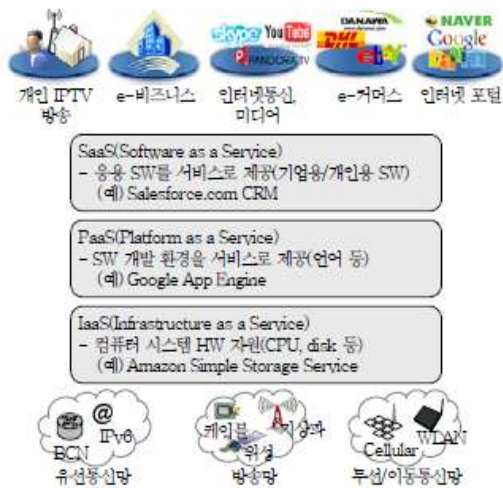 skype YouTube
PANDORA TV
DANAWA
DHL
ebay
NAVER
Google
개인 IPTV
방송
e-비즈니스
인터넷통신,
미디어
e-커머스
인터넷 포털
SaaS(Software as a Service)
- 응용 SW를 서비스로 제공(기업용/개인용 SW)
(예) Salesforce.com CRM
PaaS(Platform as a Service)
- SW 개발 환경을 서비스로 제공(언어 등)
(예) Google App Engine
IaaS(Infrastructure as a Service)
- 컴퓨터 시스템 HW 자원(CPU, disk 등)
(예) Amazon Simple Storage Service
@
IPv6
BCN
유선통신망
케이블
지상파
위성
방송망
Cellular
WLAN
무선/이동통신망